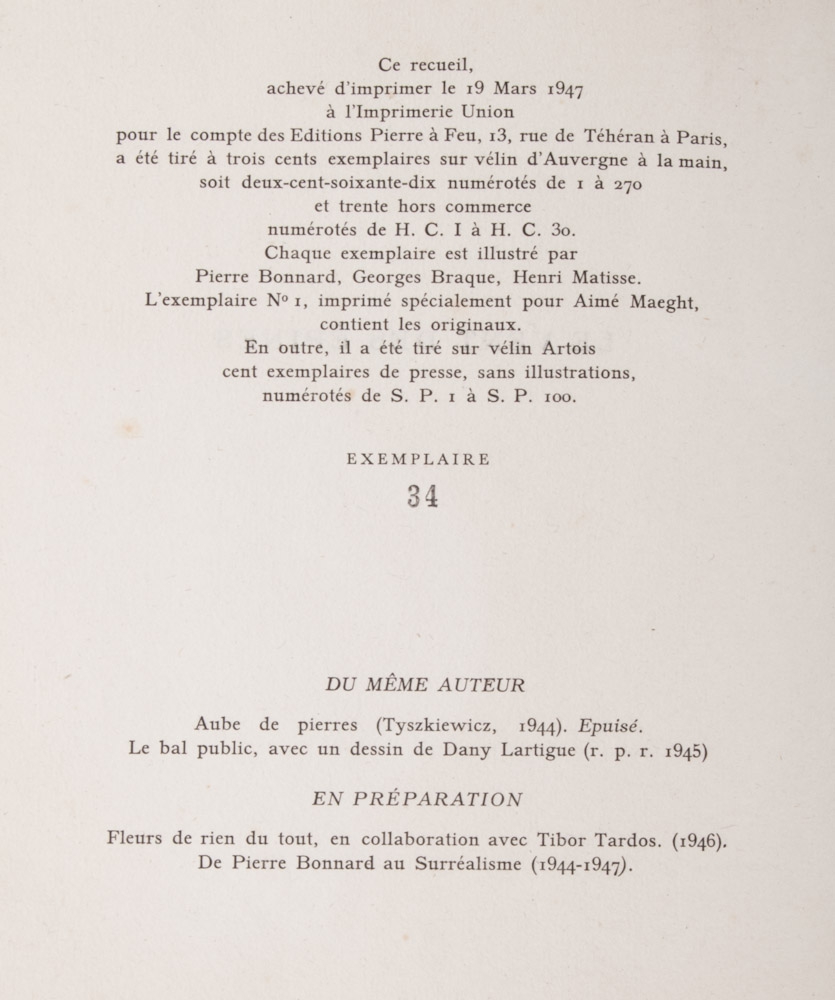 Ce recueil,
achevé d'imprimer le 19 Mars 1947
à l'Imprimerie Union
pour le compte des Editions Pierre à Feu, 13, rue de Téhéran à Paris,
a été tiré à trois cents exemplaires sur vélin d'Auvergne à la main,
soit deux-cent-soixante-dix numérotés de 1 à 270
et trente hors commerce
numérotés de H. C. I à H. C. 30.
Chaque exemplaire est illustré par
Pierre Bonnard, Georges Braque, Henri Matisse.
L'exemplaire Nº 1, imprimé spécialement pour Aimé Maeght,
contient les originaux.
En outre, il a été tiré sur vélin Artois
cent exemplaires de presse, sans illustrations,
numérotés de S. P. 1 à S. P. 100.
EXEMPLAIRE
34
DU MÊME AUTEUR
Aube de pierres (Tyszkiewicz, 1944). Epuisé.
Le bal public, avec un dessin de Dany Lartigue (r. p. r. 1945)
EN PRÉPARATION
Fleurs de rien du tout, en collaboration avec Tibor Tardos. (1946).
De Pierre Bonnard au Surréalisme (1944-1947).